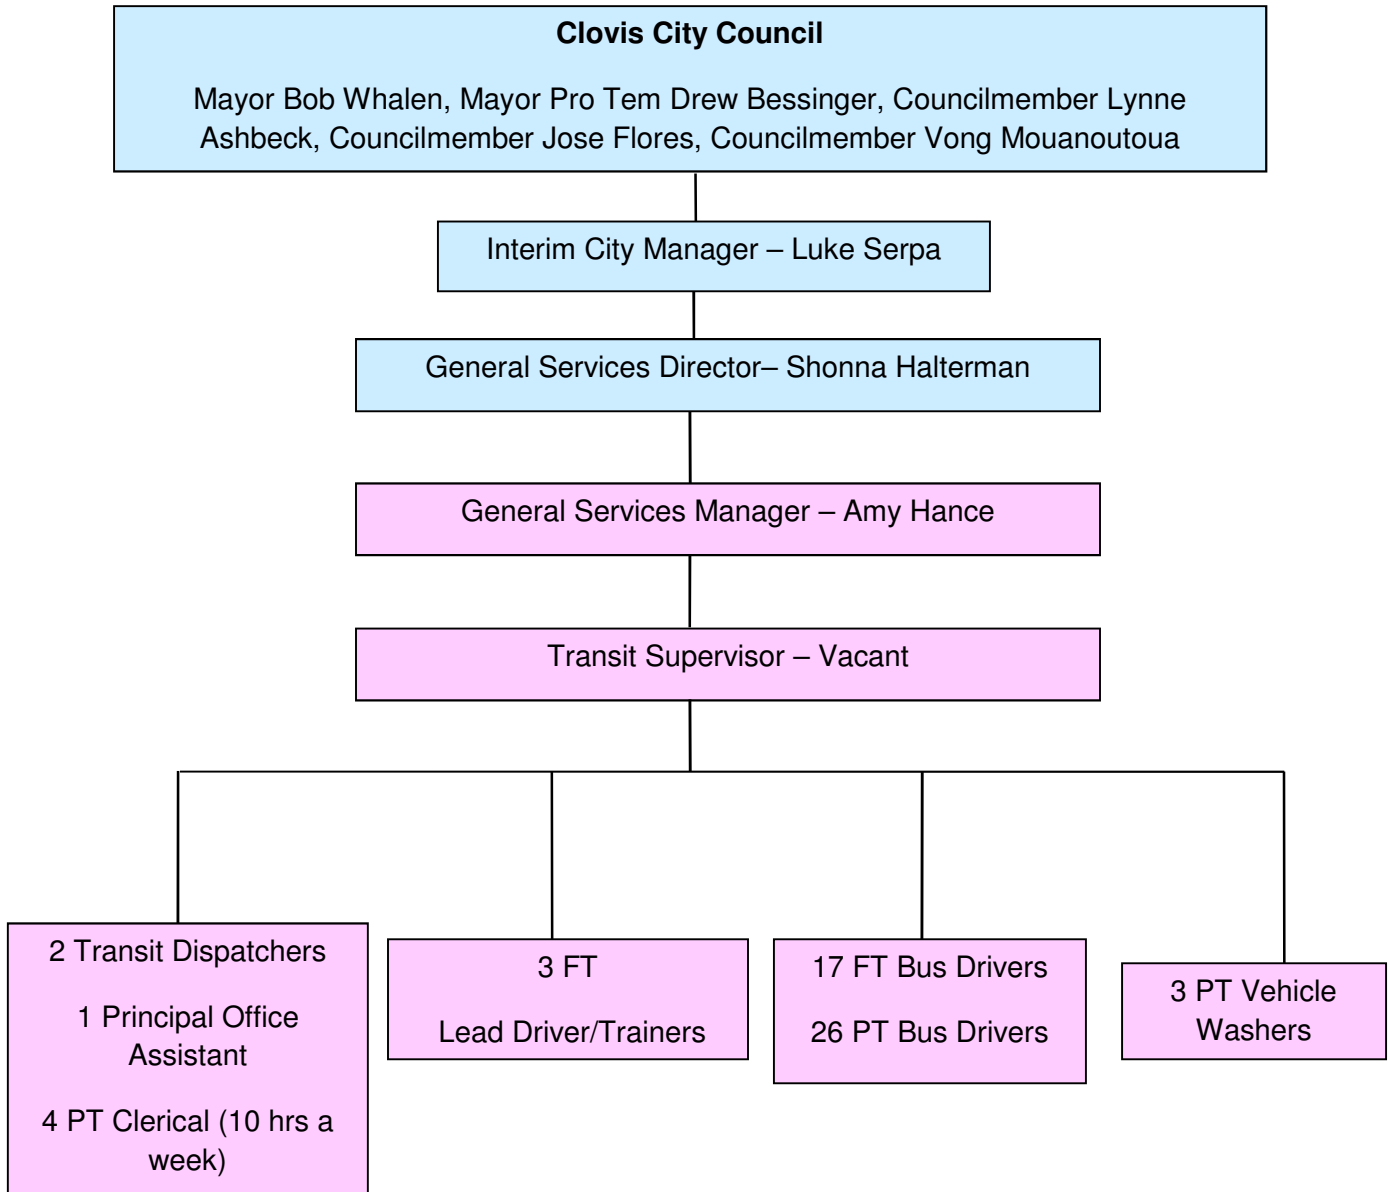 Clovis City Council
Mayor Bob Whalen, Mayor Pro Tem Drew Bessinger, Councilmember Lynne
Ashbeck, Councilmember Jose Flores, Councilmember Vong Mouanoutoua
Interim City Manager – Luke Serpa
General Services Director– Shonna Halterman
General Services Manager – Amy Hance
Transit Supervisor – Vacant
2 Transit Dispatchers
1 Principal Office
Assistant
4 PT Clerical (10 hrs a
week)
3 FT
Lead Driver/Trainers
17 FT Bus Drivers
26 PT Bus Drivers
3 PT Vehicle
Washers